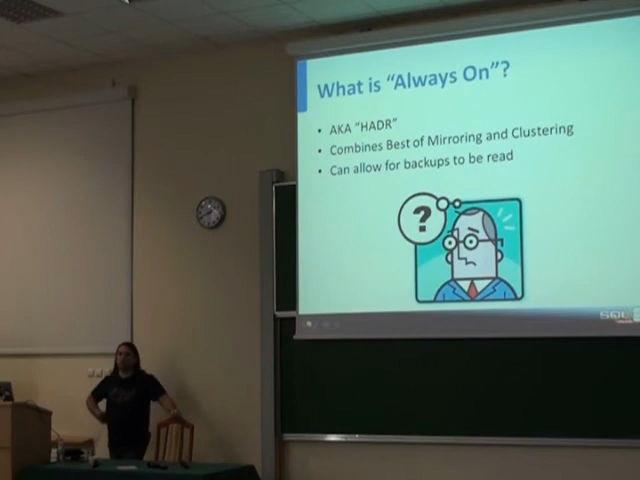 What is “Always On”?
• AKA “HADR”
• Combines Best of Mirroring and Clustering
• Can allow for backups to be read
?
SQL